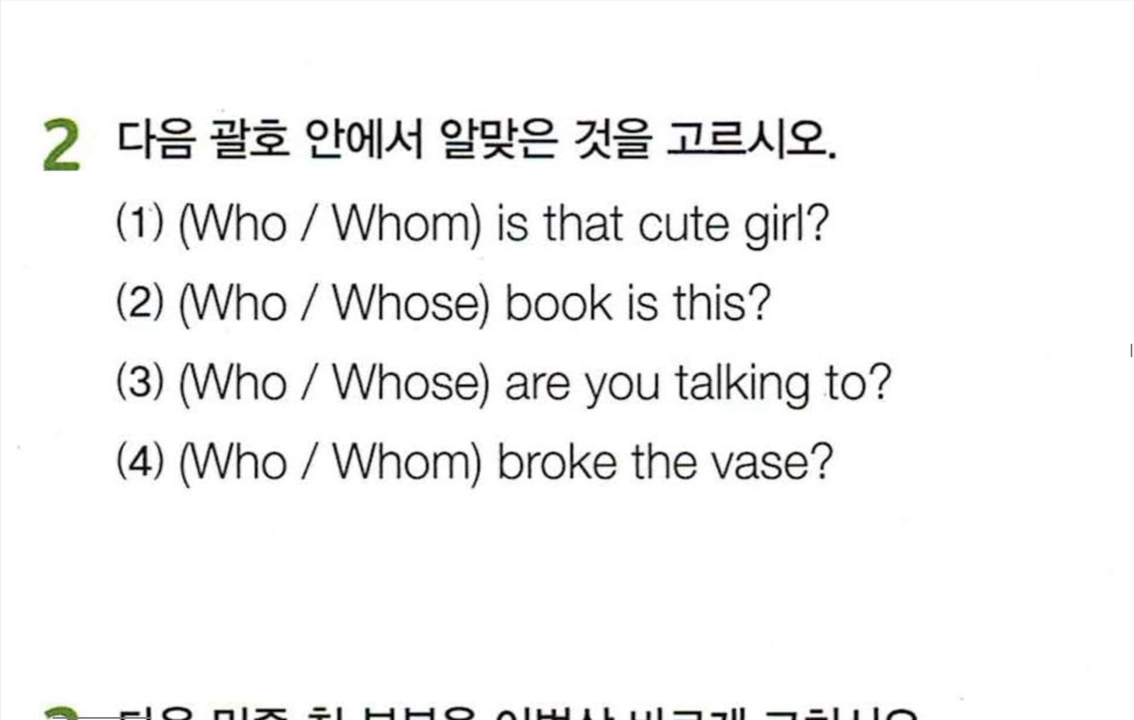 2 다음 괄호 안에서 알맞은 것을 고르시오.
(1) (Who / Whom) is that cute girl?
(2) (Who / Whose) book is this?
(3) (Who / Whose) are you talking to?
(4) (Who / Whom) broke the vase?